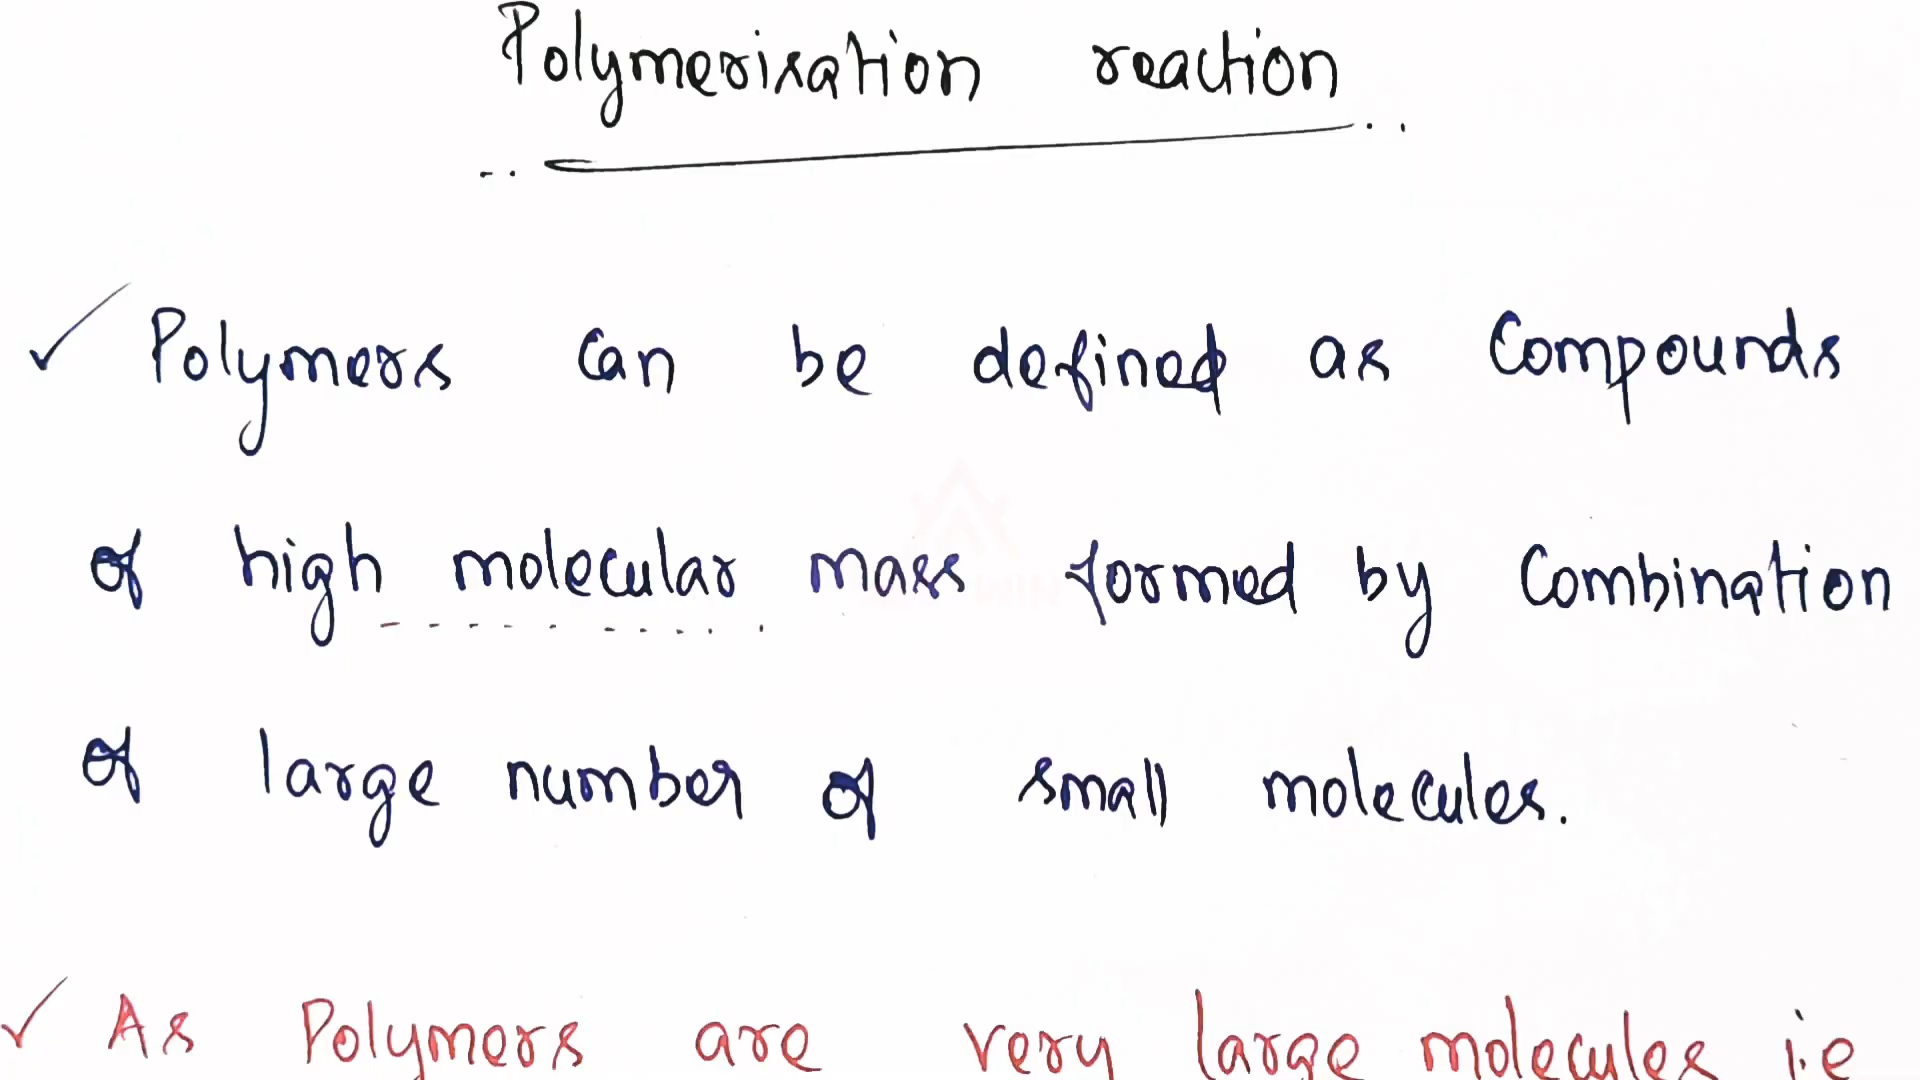 Polymerisation reaction
Polymers can be defined as Compounds
of high molecular mass formed by Combination
of large number of small molecules.
As Polymers are very large molecules i.e